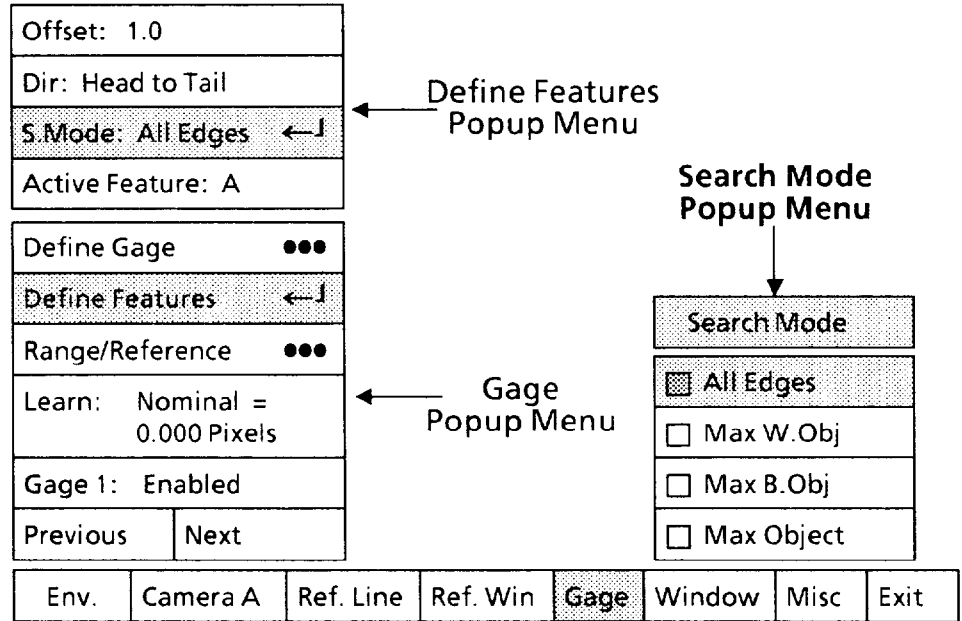 Offset: 1.0
Dir: Head to Tail
S.Mode: All Edges
Active Feature: A
Define Features
Popup Menu
Define Gage
Define Features
Range/Reference
Learn: Nominal =
0.000 Pixels
Gage 1: Enabled
Previous Next
Gage
Popup Menu
Search Mode
Popup Menu
Search Mode
All Edges
Max W.Obj
Max B.Obj
Max Object
Env. Camera A Ref. Line Ref. Win Gage Window Misc Exit